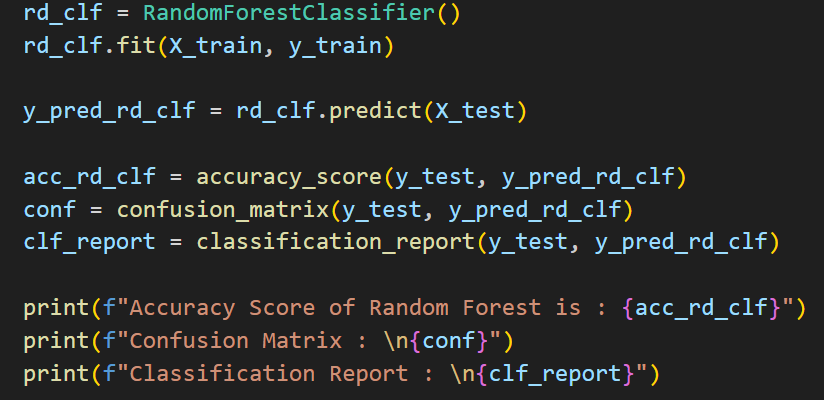 rd_clf = RandomForestClassifier()
rd_clf.fit(X_train, y_train)
y_pred_rd_clf = rd_clf.predict(X_test)
acc_rd_clf = accuracy_score(y_test, y_pred_rd_clf)
conf = confusion_matrix(y_test, y_pred_rd_clf)
clf_report = classification_report(y_test, y_pred_rd_clf)
print(f"Accuracy Score of Random Forest is : {acc_rd_clf}")
print(f"Confusion Matrix : \n{conf}")
print(f"Classification Report : \n{clf_report}")